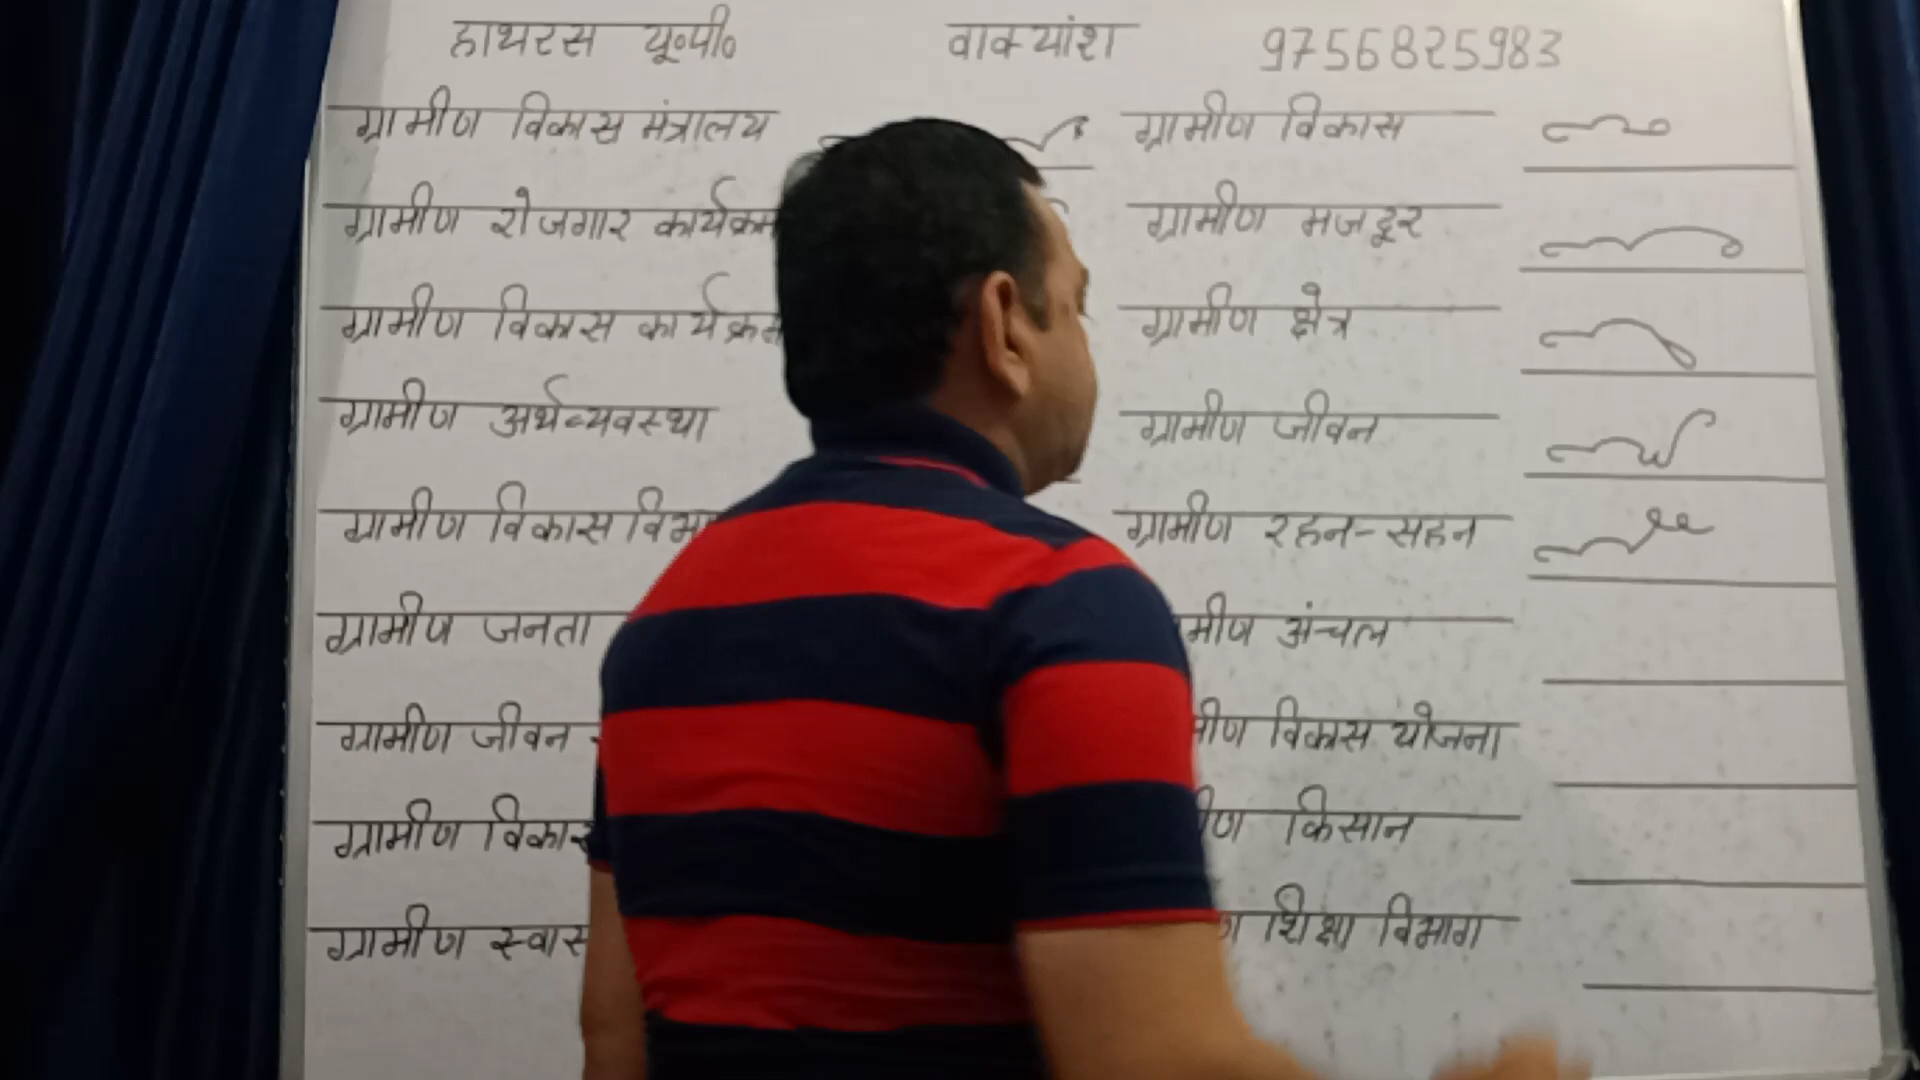 हाथरस यू०पी० वाक्यांश 9756825983
ग्रामीण विकास मंत्रालय ग्रामीण विकास
ग्रामीण रोजगार कार्यक्रम ग्रामीण मजदूर
ग्रामीण विकास कार्यक्रम ग्रामीण क्षेत्र
ग्रामीण अर्थव्यवस्था ग्रामीण जीवन
ग्रामीण विकास ग्रामीण रहन-सहन
ग्रामीण जनता अंचल
ग्रामीण जीवन विकास योजना
ग्रामीण किसान
ग्रामीण शिक्षा विभाग